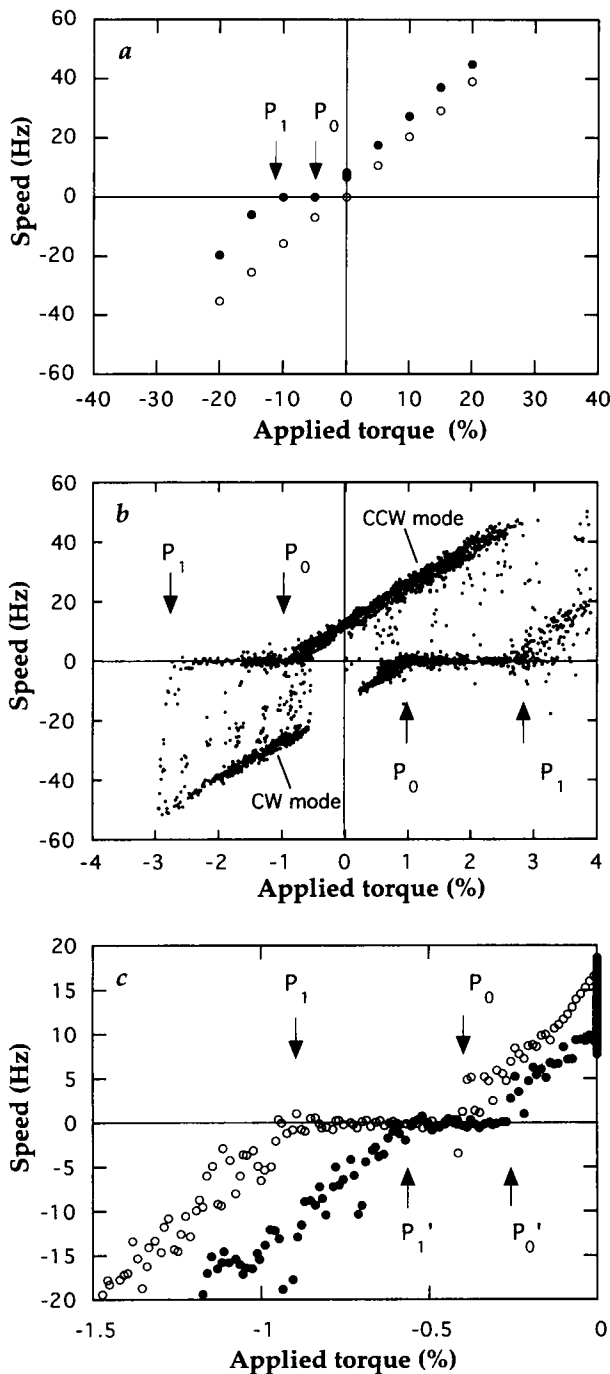 a
60
40
20
0
-20
-40
-60
Speed (Hz)
P1
P0
-40 -30 -20 -10 0 10 20 30 40
Applied torque (%)
b
60
40
20
0
-20
-40
-60
Speed (Hz)
P1
P0
CCW mode
CW mode
P0
P1
-4 -3 -2 -1 0 1 2 3 4
Applied torque (%)
c
20
15
10
5
0
-5
-10
-15
-20
Speed (Hz)
P1
P0
P1'
P0'
-1.5 -1 -0.5 0
Applied torque (%)